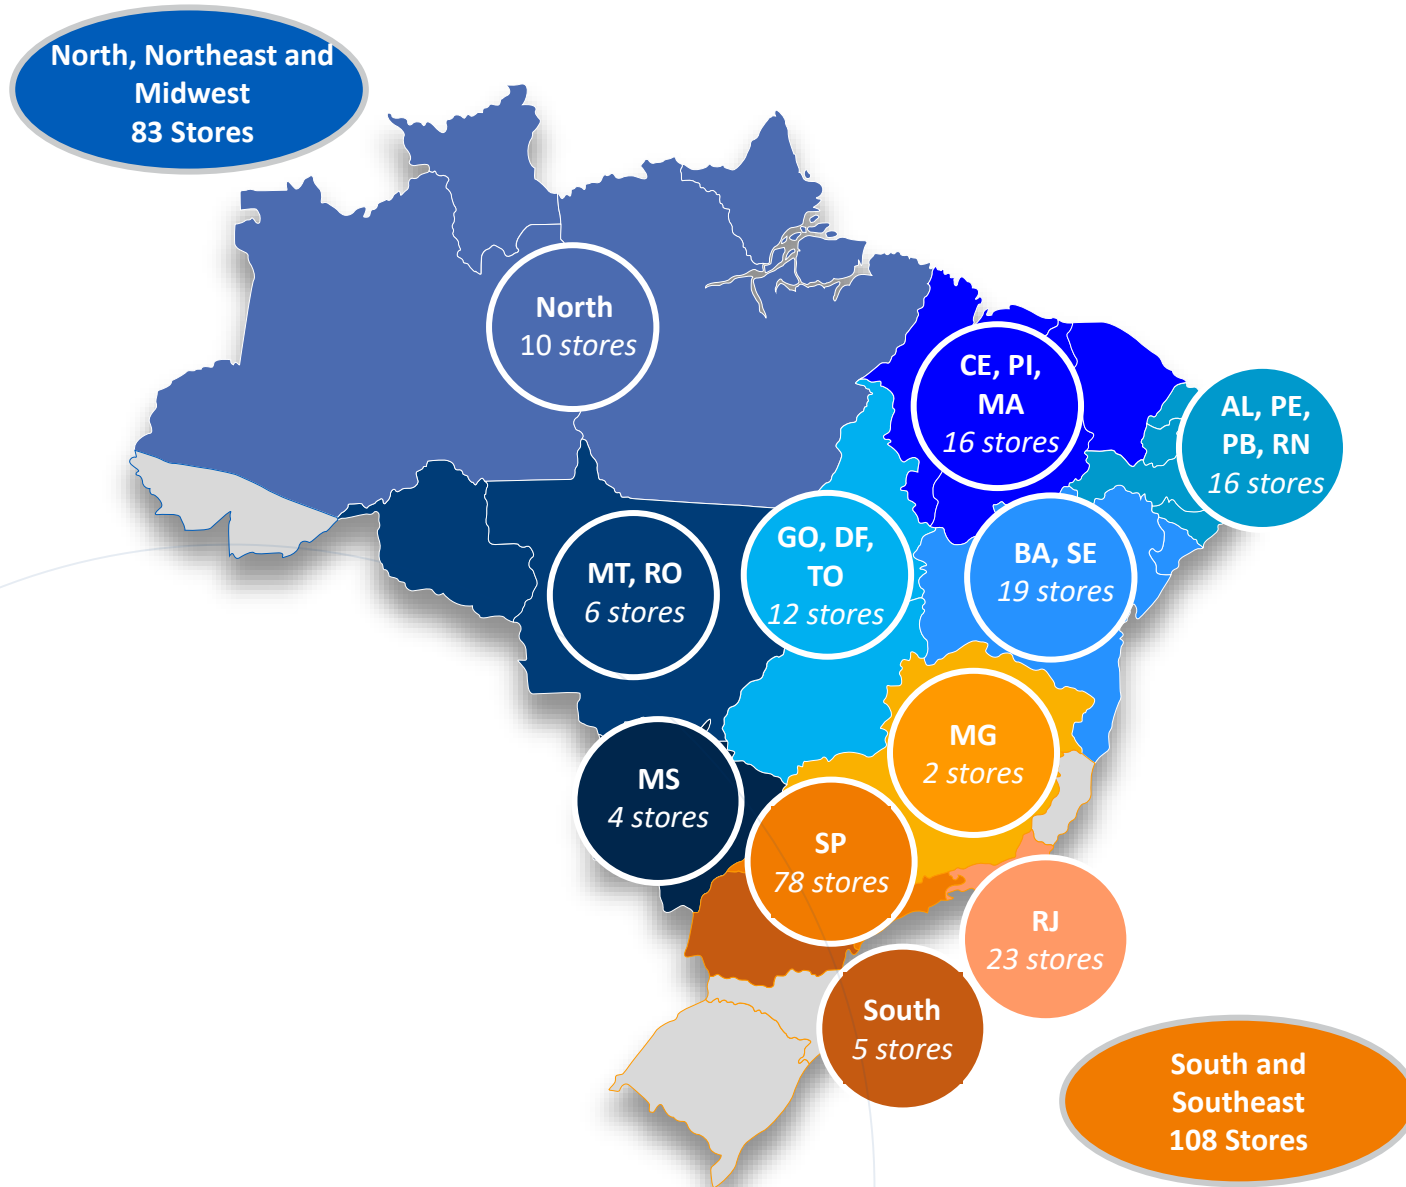 North, Northeast and
Midwest
83 Stores
North
10 stores
CE, PI,
MA
16 stores
AL, PE,
PB, RN
16 stores
MT, RO
6 stores
GO, DF,
TO
12 stores
BA, SE
19 stores
MS
4 stores
MG
2 stores
SP
78 stores
RJ
23 stores
South
5 stores
South and
Southeast
108 Stores